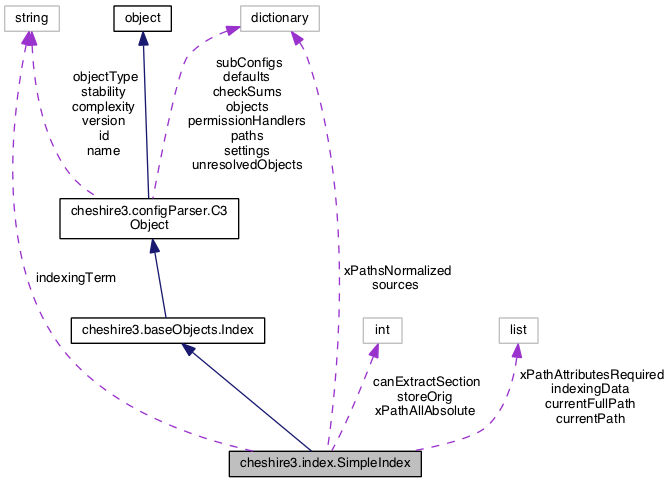 string
object
dictionary
objectType
stability
complexity
version
id
name
subConfigs
defaults
checkSums
objects
permissionHandlers
paths
settings
unresolvedObjects
cheshire3.configParser.C3
Object
indexingTerm
xPathsNormalized
sources
cheshire3.baseObjects.Index
int
list
canExtractSection
storeOrig
xPathAllAbsolute
xPathAttributesRequired
indexingData
currentFullPath
currentPath
cheshire3.index.SimpleIndex